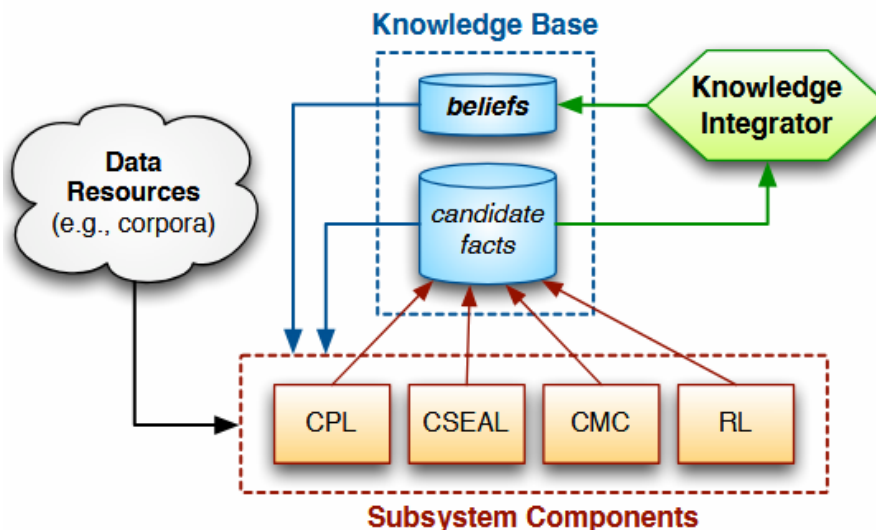 Knowledge Base
beliefs
Knowledge
Integrator
Data
Resources
(e.g., corpora)
candidate
facts
CPL
CSEAL
CMC
RL
Subsystem Components